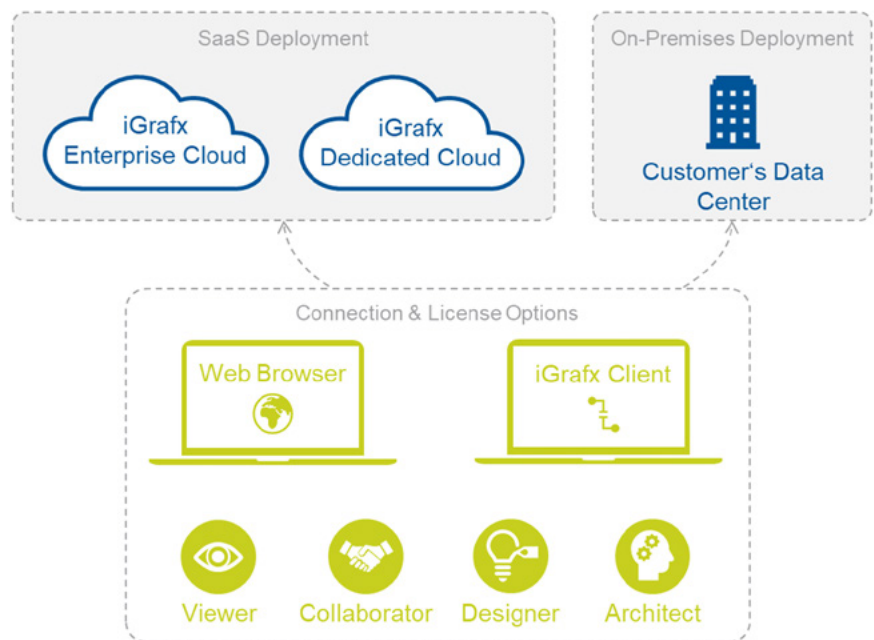 SaaS Deployment
iGrafx
Enterprise Cloud
iGrafx
Dedicated Cloud
On-Premises Deployment
Customer‘s Data
Center
Connection & License Options
Web Browser
iGrafx Client
Viewer
Collaborator
Designer
Architect